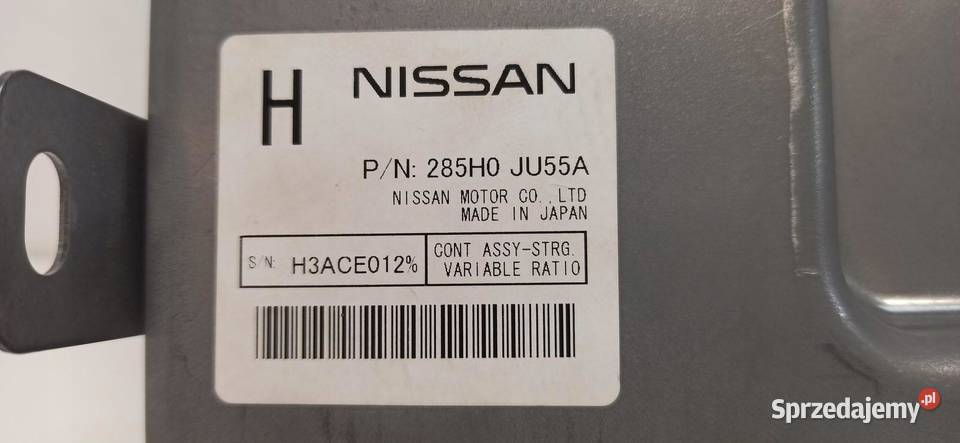 H NISSAN
P/N: 285H0 JU55A
NISSAN MOTOR CO.,LTD
MADE IN JAPAN
S/N: H3ACE012%
CONT ASSY-STRG.
VARIABLE RATIO
Sprzedajemy.pl